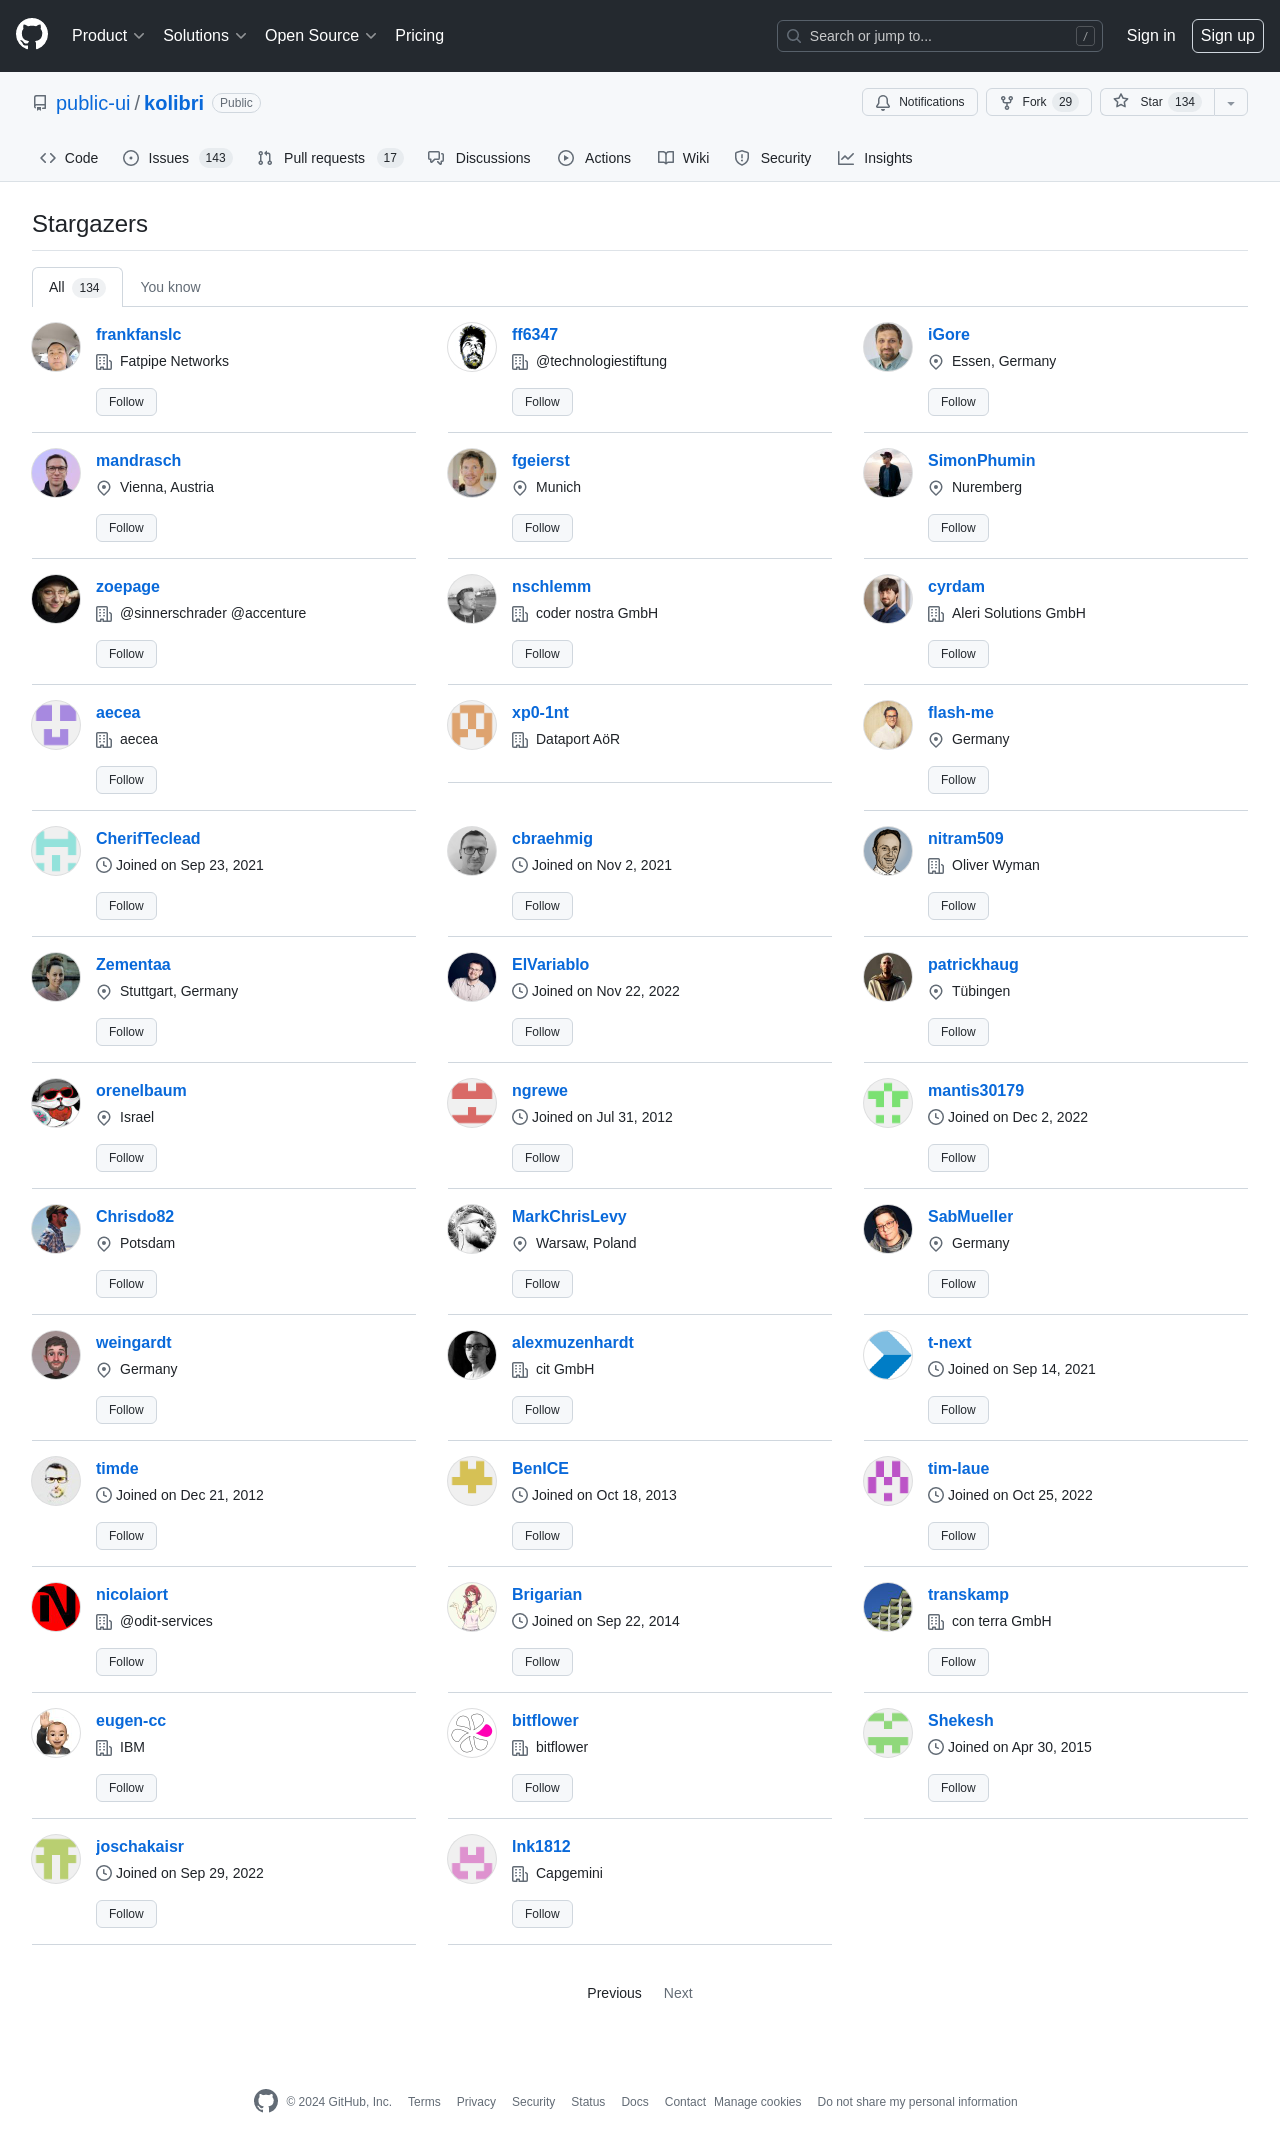 Product Solutions Open Source Pricing Search or jump to... / Sign in Sign up
public-ui / kolibri Public Notifications Fork 29 Star 134
Code Issues 143 Pull requests 17 Discussions Actions Wiki Security Insights
Stargazers
All 134 You know
frankfanslc ff6347 iGore
Fatpipe Networks @technologiestiftung Essen, Germany
Follow Follow Follow
mandrasch fgeierst SimonPhumin
Vienna, Austria Munich Nuremberg
Follow Follow Follow
zoepage nschlemm cyrdam
@sinnerschrader @accenture coder nostra GmbH Aleri Solutions GmbH
Follow Follow Follow
aecea xp0-1nt flash-me
aecea Dataport AöR Germany
Follow Follow
CherifTeclead cbraehmig nitram509
Joined on Sep 23, 2021 Joined on Nov 2, 2021 Oliver Wyman
Follow Follow Follow
Zementaa ElVariablo patrickhaug
Stuttgart, Germany Joined on Nov 22, 2022 Tübingen
Follow Follow Follow
orenelbaum ngrewe mantis30179
Israel Joined on Jul 31, 2012 Joined on Dec 2, 2022
Follow Follow Follow
Chrisdo82 MarkChrisLevy SabMueller
Potsdam Warsaw, Poland Germany
Follow Follow Follow
weingardt alexmuzenhardt t-next
Germany cit GmbH Joined on Sep 14, 2021
Follow Follow Follow
timde BenICE tim-laue
Joined on Dec 21, 2012 Joined on Oct 18, 2013 Joined on Oct 25, 2022
Follow Follow Follow
nicolaiort Brigarian transkamp
@odit-services Joined on Sep 22, 2014 con terra GmbH
Follow Follow Follow
eugen-cc bitflower Shekesh
IBM bitflower Joined on Apr 30, 2015
Follow Follow Follow
joschakaisr lnk1812
Joined on Sep 29, 2022 Capgemini
Follow Follow
Previous Next
© 2024 GitHub, Inc. Terms Privacy Security Status Docs Contact Manage cookies Do not share my personal information